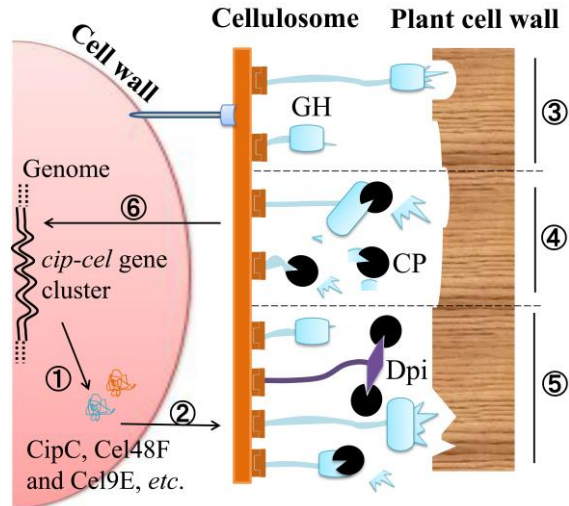 Cellulosome
Plant cell wall
Cell wall
GH
③
Genome
⑥
cip-cel gene
cluster
CP
④
①
Dpi
⑤
②
CipC, Cel48F
and Cel9E, etc.